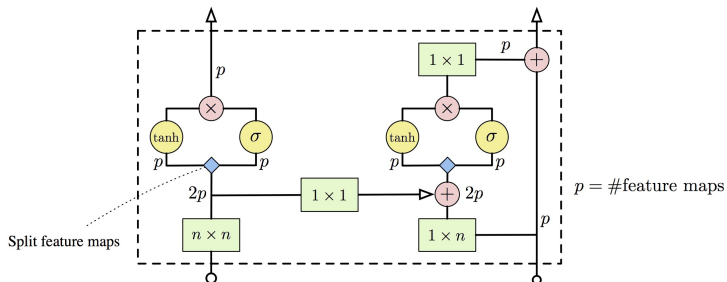 p
1 × 1
p
+
×
×
tanh
σ
tanh
σ
p
p
p
p
2p
1 × 1
+
2p
p = #feature maps
Split feature maps
n × n
1 × n
p